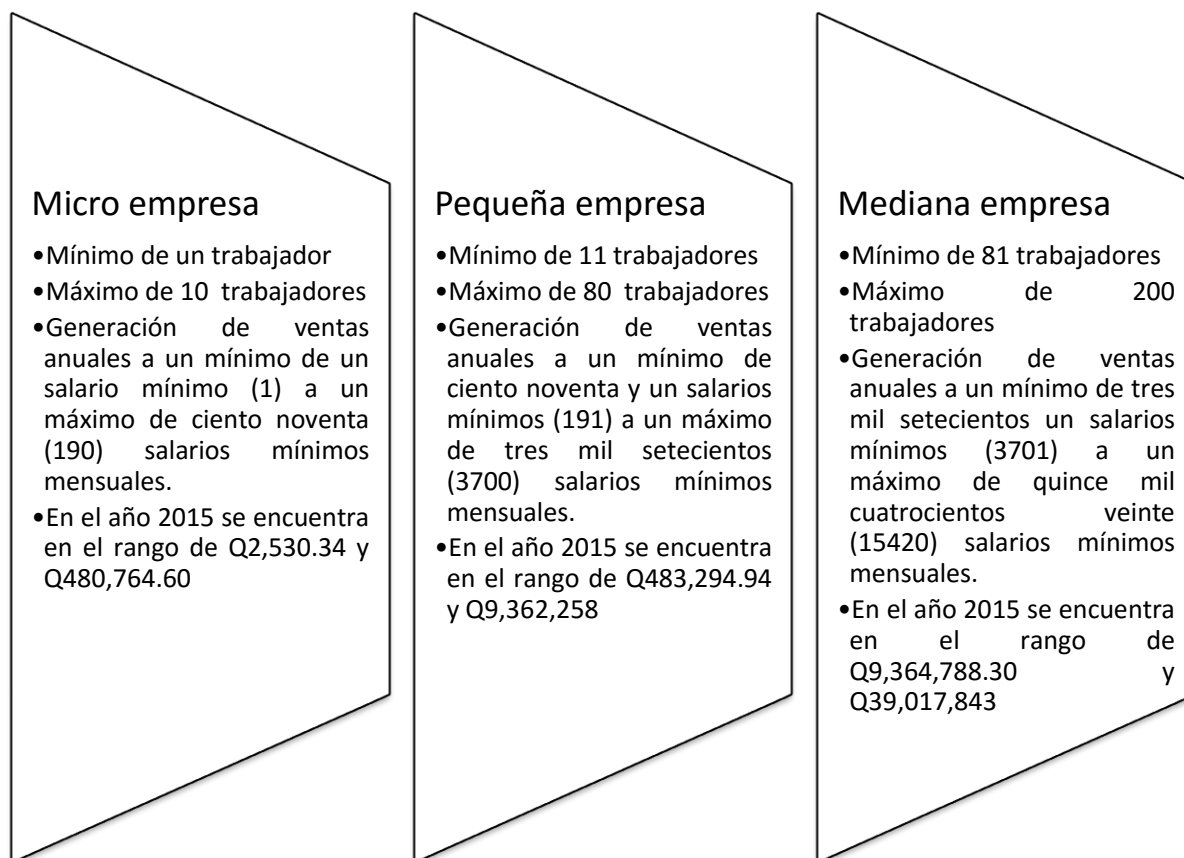 Micro empresa
•Mínimo de un trabajador
•Máximo de 10 trabajadores
•Generación de ventas
anuales a un mínimo de un
salario mínimo (1) a un
máximo de ciento noventa
(190) salarios mínimos
mensuales.
•En el año 2015 se encuentra
en el rango de Q2,530.34 y
Q480,764.60
Pequeña empresa
•Mínimo de 11 trabajadores
•Máximo de 80 trabajadores
•Generación de ventas
anuales a un mínimo de
ciento noventa y un salarios
mínimos (191) a un máximo
de tres mil setecientos
(3700) salarios mínimos
mensuales.
•En el año 2015 se encuentra
en el rango de Q483,294.94
y Q9,362,258
Mediana empresa
•Mínimo de 81 trabajadores
•Máximo de 200
trabajadores
•Generación de ventas
anuales a un mínimo de tres
mil setecientos un salarios
mínimos (3701) a un
máximo de quince mil
cuatrocientos veinte
(15420) salarios mínimos
mensuales.
•En el año 2015 se encuentra
en el rango de
Q9,364,788.30 y
Q39,017,843